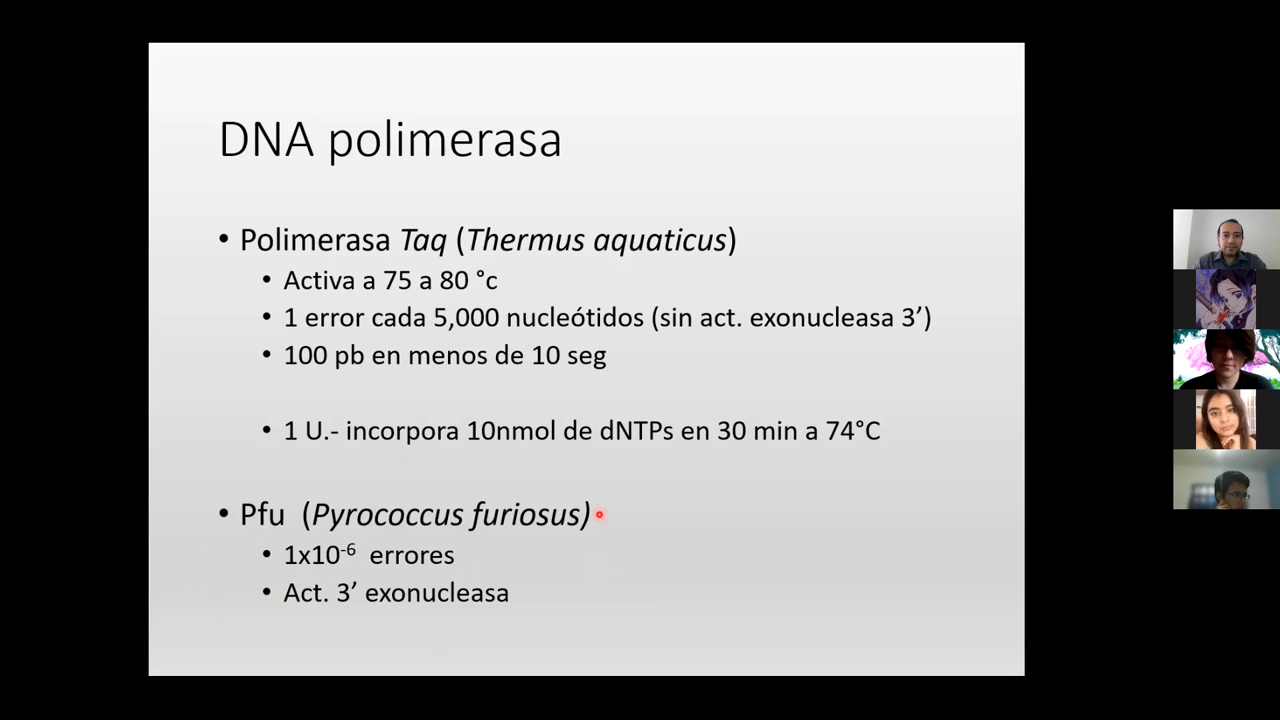 DNA polimerasa
• Polimerasa Taq (Thermus aquaticus)
• Activa a 75 a 80 °c
• 1 error cada 5,000 nucleótidos (sin act. exonucleasa 3’)
• 100 pb en menos de 10 seg
• 1 U.- incorpora 10nmol de dNTPs en 30 min a 74°C
• Pfu (Pyrococcus furiosus)
• 1x10⁻⁶ errores
• Act. 3’ exonucleasa